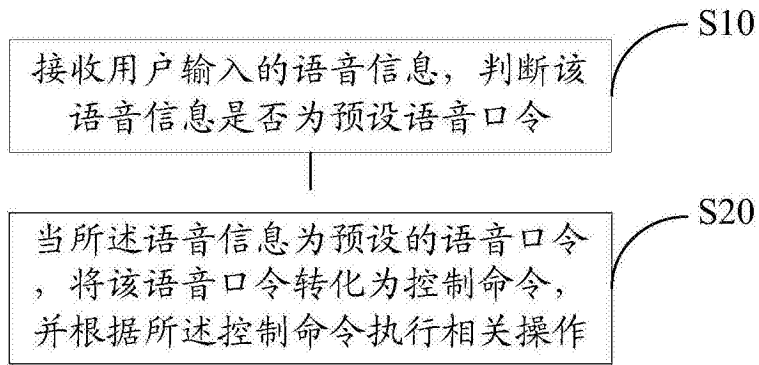 S10
接收用户输入的语音信息，判断该
语音信息是否为预设语音口令
S20
当所述语音信息为预设的语音口令
，将该语音口令转化为控制命令，
并根据所述控制命令执行相关操作